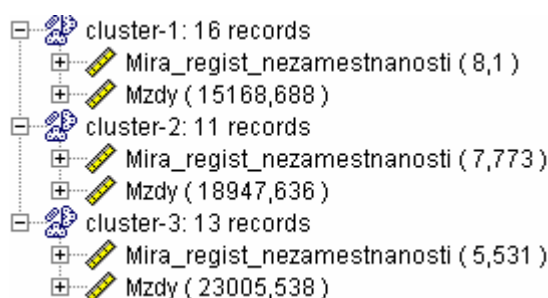 cluster-1: 16 records
Mira_regist_nezamestnanosti ( 8,1 )
Mzdy ( 15168,688 )
cluster-2: 11 records
Mira_regist_nezamestnanosti ( 7,773 )
Mzdy ( 18947,636 )
cluster-3: 13 records
Mira_regist_nezamestnanosti ( 5,531 )
Mzdy ( 23005,538 )